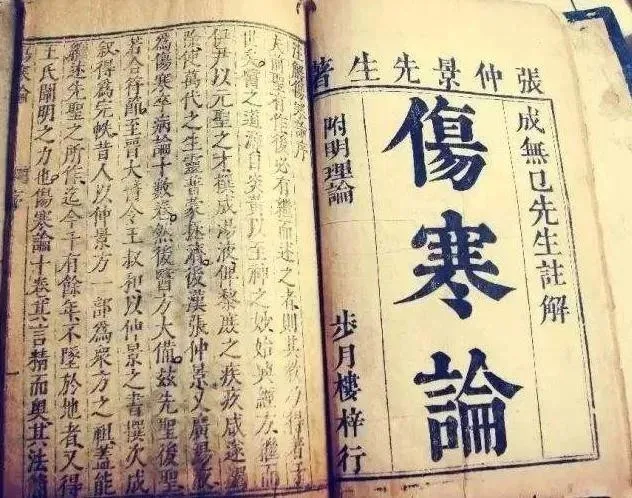 張仲景先生著
成無已先生註解
傷寒論
附明理論
步月樓梓行
註解傷寒論序
夫前聖有作後必有繼而述之者則其教乃得著于
世矣醫之道源自炎黃以至神之妙始興經方繼而
伊尹以元聖之才撰成湯液俾黎庶之疾疢咸遂蠲
除使萬代之生靈普蒙拯濟後漢張仲景又廣湯液
為傷寒卒病論十數卷然後醫方大備茲先聖後聖
若合符節至晉太醫令王叔和以仲景之書撰次成
叙得為完帙昔人以仲景方一部為衆方之祖蓋能
繼述先聖之所作迄今千有餘年不墜於地者又得
王氏闡明之力也傷寒論十卷其言精而奧其法簡
傷寒論